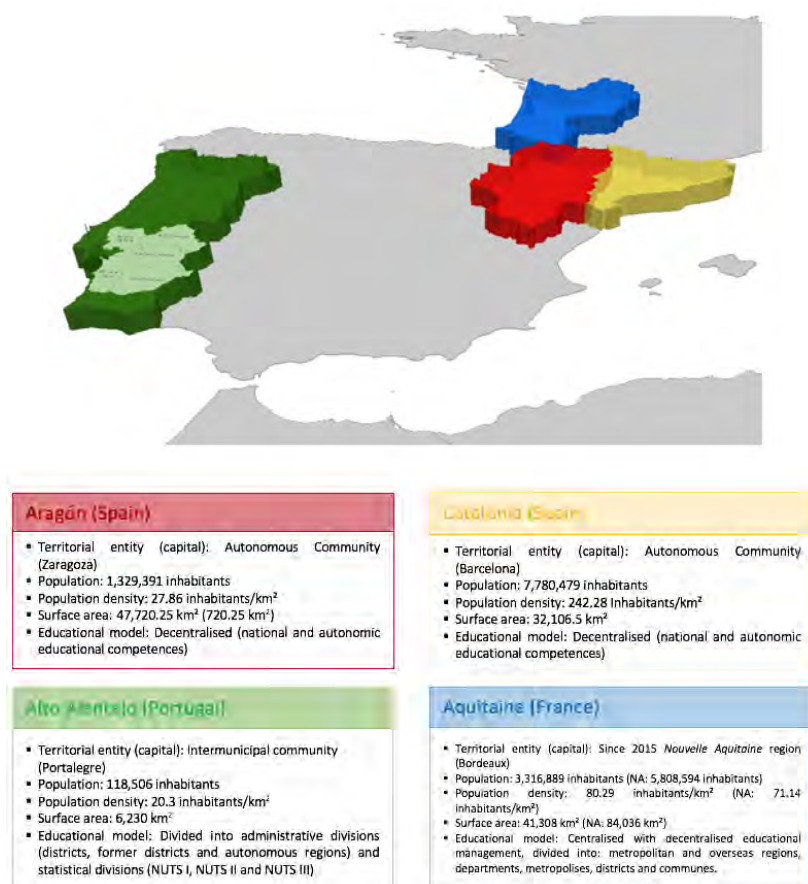 Aragón (Spain)
▪ Territorial entity (capital): Autonomous Community
(Zaragoza)
▪ Population: 1,329,391 inhabitants
▪ Population density: 27.86 inhabitants/km²
▪ Surface area: 47,720.25 km² (720.25 km²)
▪ Educational model: Decentralised (national and autonomic
educational competences)
Catalonia (Spain)
▪ Territorial entity (capital): Autonomous Community
(Barcelona)
▪ Population: 7,780,479 inhabitants
▪ Population density: 242.28 Inhabitants/km²
▪ Surface area: 32,106.5 km²
▪ Educational model: Decentralised (national and autonomic
educational competences)
Alto Alentejo (Portugal)
▪ Territorial entity (capital): Intermunicipal community
(Portalegre)
▪ Population: 118,506 inhabitants
▪ Population density: 20.3 inhabitants/km²
▪ Surface area: 6,230 km²
▪ Educational model: Divided into administrative divisions
(districts, former districts and autonomous regions) and
statistical divisions (NUTS I, NUTS II and NUTS III)
Aquitaine (France)
▪ Territorial entity (capital): Since 2015 Nouvelle Aquitaine region
(Bordeaux)
▪ Population: 3,316,889 inhabitants (NA: 5,808,594 inhabitants)
▪ Population density: 80.29 inhabitants/km² (NA: 71.14
inhabitants/km²)
▪ Surface area: 41,308 km² (NA: 84,036 km²)
▪ Educational model: Centralised with decentralised educational
management, divided into: metropolitan and overseas regions,
departments, metropolises, districts and communes.